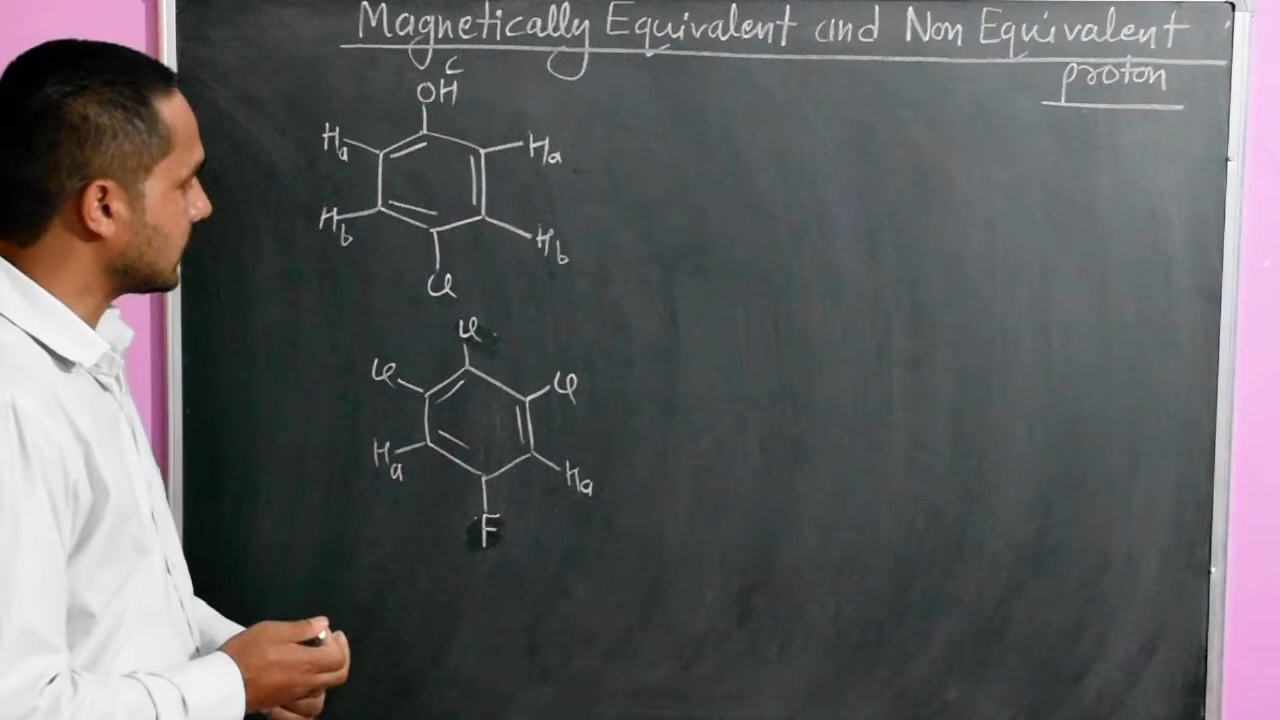 Magnetically Equivalent and Non Equivalent
proton
c
OH
Ha Ha
Hb Hb
Cl
Cl
Cl Cl
Ha Ha
F